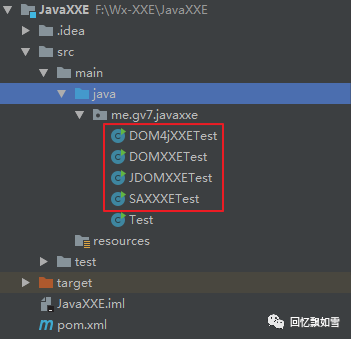 JavaXXE F:\Wx-XXE\JavaXXE
.idea
src
main
java
me.gv7.javaxxe
DOM4jXXETest
DOMXXETest
JDOMXXETest
SAXXXETest
Test
resources
test
target
JavaXXE.iml
pom.xml
回忆飘如雪